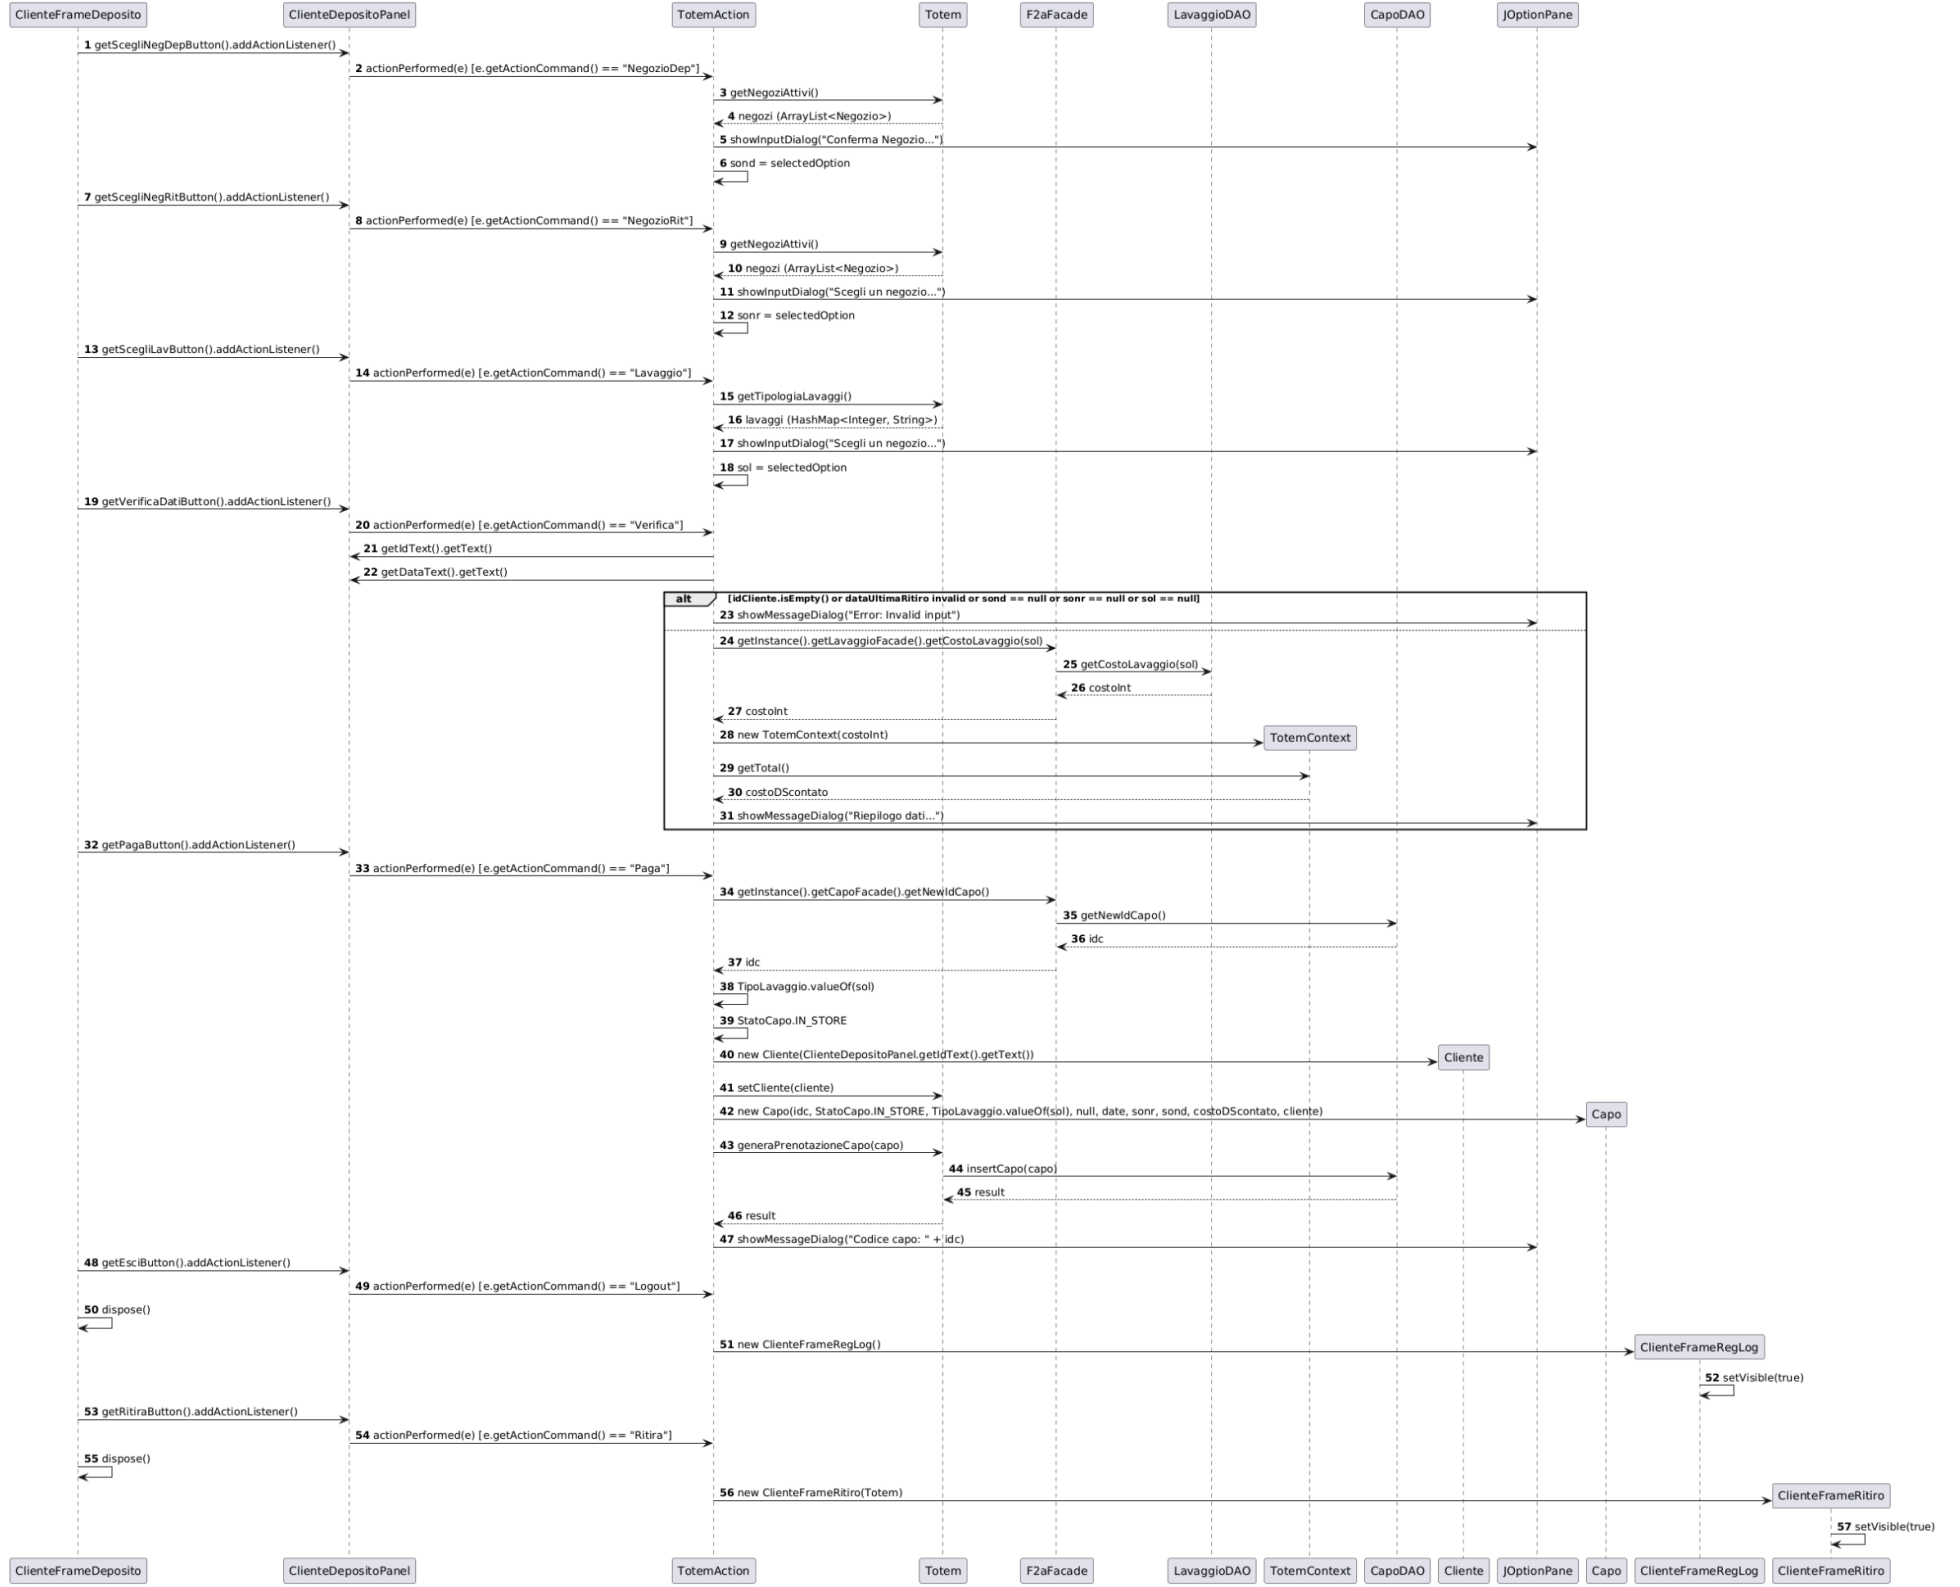 ClienteFrameDeposito ClienteDepositoPanel TotemAction Totem F2aFacade LavaggioDAO CapoDAO JOptionPane
1 getScegliNegDepButton().addActionListener()
2 actionPerformed(e) [e.getActionCommand() == "NegozioDep"]
3 getNegoziAttivi()
4 negozi (ArrayList<Negozio>)
5 showInputDialog("Conferma Negozio...")
6 sond = selectedOption
7 getScegliNegRitButton().addActionListener()
8 actionPerformed(e) [e.getActionCommand() == "NegozioRit"]
9 getNegoziAttivi()
10 negozi (ArrayList<Negozio>)
11 showInputDialog("Scegli un negozio...")
12 sonr = selectedOption
13 getScegliLavButton().addActionListener()
14 actionPerformed(e) [e.getActionCommand() == "Lavaggio"]
15 getTipologiaLavaggi()
16 lavaggi (HashMap<Integer, String>)
17 showInputDialog("Scegli un negozio...")
18 sol = selectedOption
19 getVerificaDatiButton().addActionListener()
20 actionPerformed(e) [e.getActionCommand() == "Verifica"]
21 getIdText().getText()
22 getDataText().getText()
alt [idCliente.isEmpty() or dataUltimaRitiro invalid or sond == null or sonr == null or sol == null]
23 showMessageDialog("Error: Invalid input")
24 getInstance().getLavaggioFacade().getCostoLavaggio(sol)
25 getCostoLavaggio(sol)
26 costoInt
27 costoInt
28 new TotemContext(costoInt) TotemContext
29 getTotal()
30 costoDScontato
31 showMessageDialog("Riepilogo dati...")
32 getPagaButton().addActionListener()
33 actionPerformed(e) [e.getActionCommand() == "Paga"]
34 getInstance().getCapoFacade().getNewIdCapo()
35 getNewIdCapo()
36 idc
37 idc
38 TipoLavaggio.valueOf(sol)
39 StatoCapo.IN_STORE
40 new Cliente(ClienteDepositoPanel.getIdText().getText()) Cliente
41 setCliente(cliente)
42 new Capo(idc, StatoCapo.IN_STORE, TipoLavaggio.valueOf(sol), null, date, sonr, sond, costoDScontato, cliente) Capo
43 generaPrenotazioneCapo(capo)
44 insertCapo(capo)
45 result
46 result
47 showMessageDialog("Codice capo: " + idc)
48 getEsciButton().addActionListener()
49 actionPerformed(e) [e.getActionCommand() == "Logout"]
50 dispose()
51 new ClienteFrameRegLog() ClienteFrameRegLog
52 setVisible(true)
53 getRitiraButton().addActionListener()
54 actionPerformed(e) [e.getActionCommand() == "Ritira"]
55 dispose()
56 new ClienteFrameRitiro(Totem) ClienteFrameRitiro
57 setVisible(true)
ClienteFrameDeposito ClienteDepositoPanel TotemAction Totem F2aFacade LavaggioDAO TotemContext CapoDAO Cliente JOptionPane Capo ClienteFrameRegLog ClienteFrameRitiro